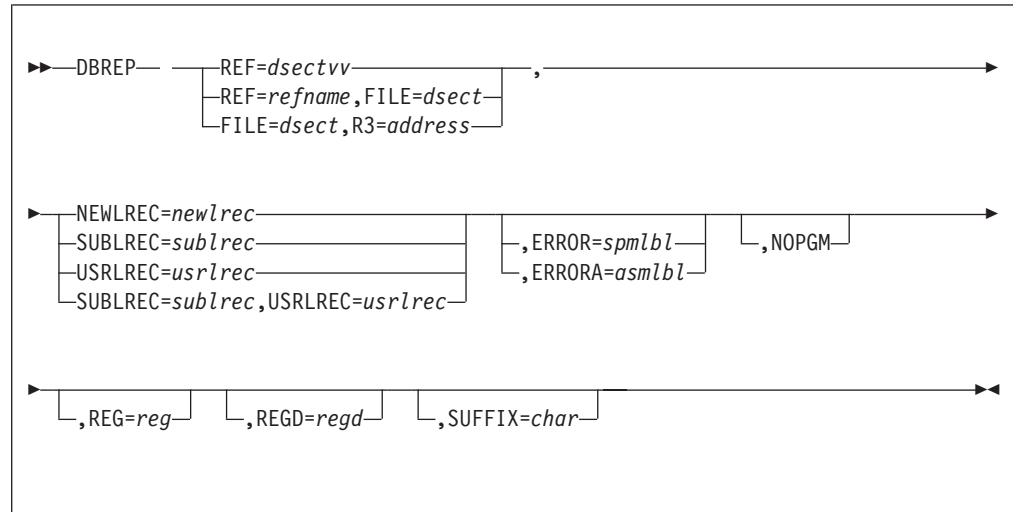 DBREP REF=dsectvv ,
REF=refname,FILE=dsect
FILE=dsect,R3=address
NEWLREC=newlrec
SUBLREC=sublrec ,ERROR=spmlbl ,NOPGM
USRLREC=usrlrec ,ERRORA=asmlbl
SUBLREC=sublrec,USRLREC=usrlrec
,REG=reg ,REGD=regd ,SUFFIX=char